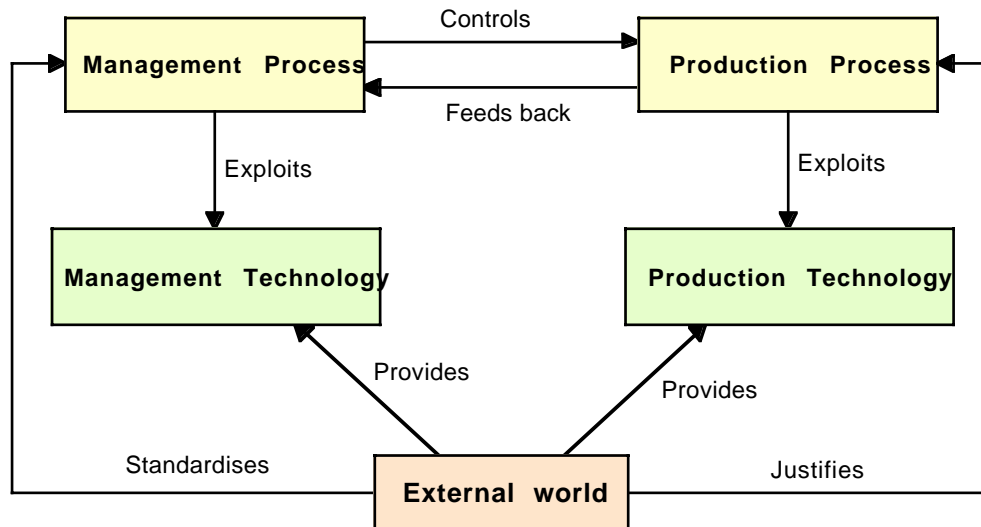 Controls
Management Process
Production Process
Feeds back
Exploits
Exploits
Management Technology
Production Technology
Provides
Provides
Standardises
Justifies
External world